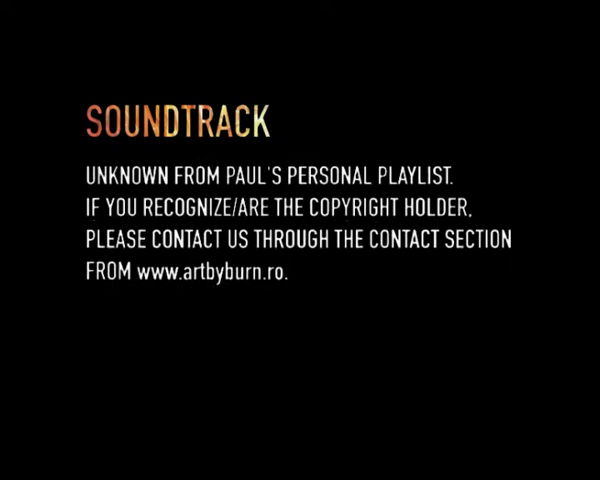 SOUNDTRACK
UNKNOWN FROM PAUL'S PERSONAL PLAYLIST.
IF YOU RECOGNIZE/ARE THE COPYRIGHT HOLDER,
PLEASE CONTACT US THROUGH THE CONTACT SECTION
FROM www.artbyburn.ro.